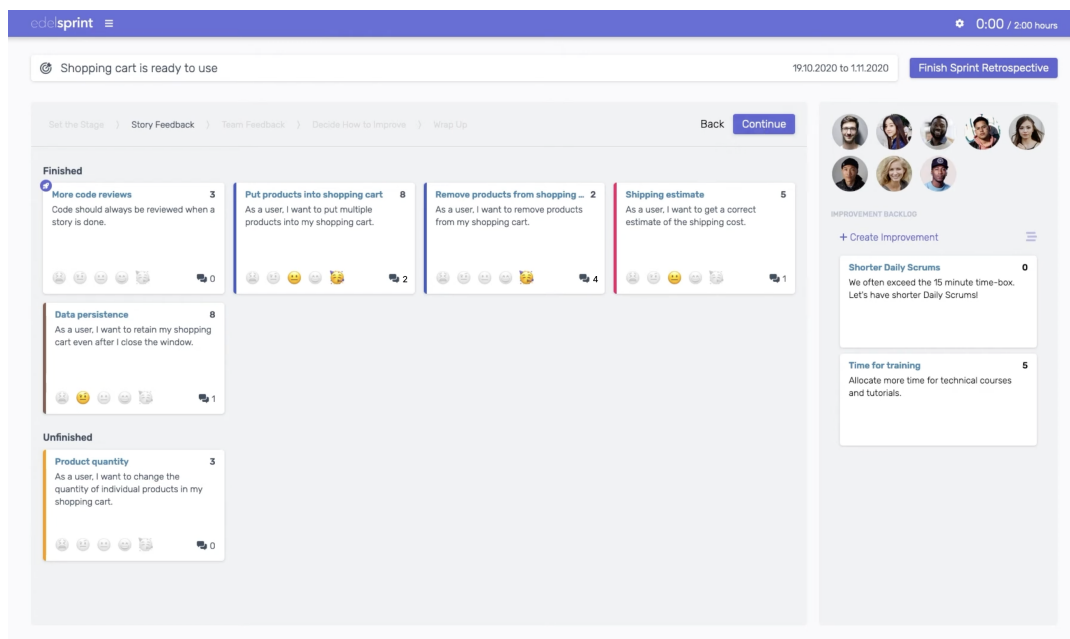 edelsprint
0:00 / 2:00 hours
Shopping cart is ready to use
19.10.2020 to 1.11.2020
Finish Sprint Retrospective
Set the Stage
Story Feedback
Team Feedback
Decide How to Improve
Wrap Up
Back
Continue
Finished
More code reviews 3
Code should always be reviewed when a
story is done.
0
Put products into shopping cart 8
As a user, I want to put multiple
products into my shopping cart.
2
Remove products from shopping ... 2
As a user, I want to remove products
from my shopping cart.
4
Shipping estimate 5
As a user, I want to get a correct
estimate of the shipping cost.
1
Data persistence 8
As a user, I want to retain my shopping
cart even after I close the window.
1
Unfinished
Product quantity 3
As a user, I want to change the
quantity of individual products in my
shopping cart.
0
IMPROVEMENT BACKLOG
+ Create Improvement
Shorter Daily Scrums 0
We often exceed the 15 minute time-box.
Let's have shorter Daily Scrums!
Time for training 5
Allocate more time for technical courses
and tutorials.